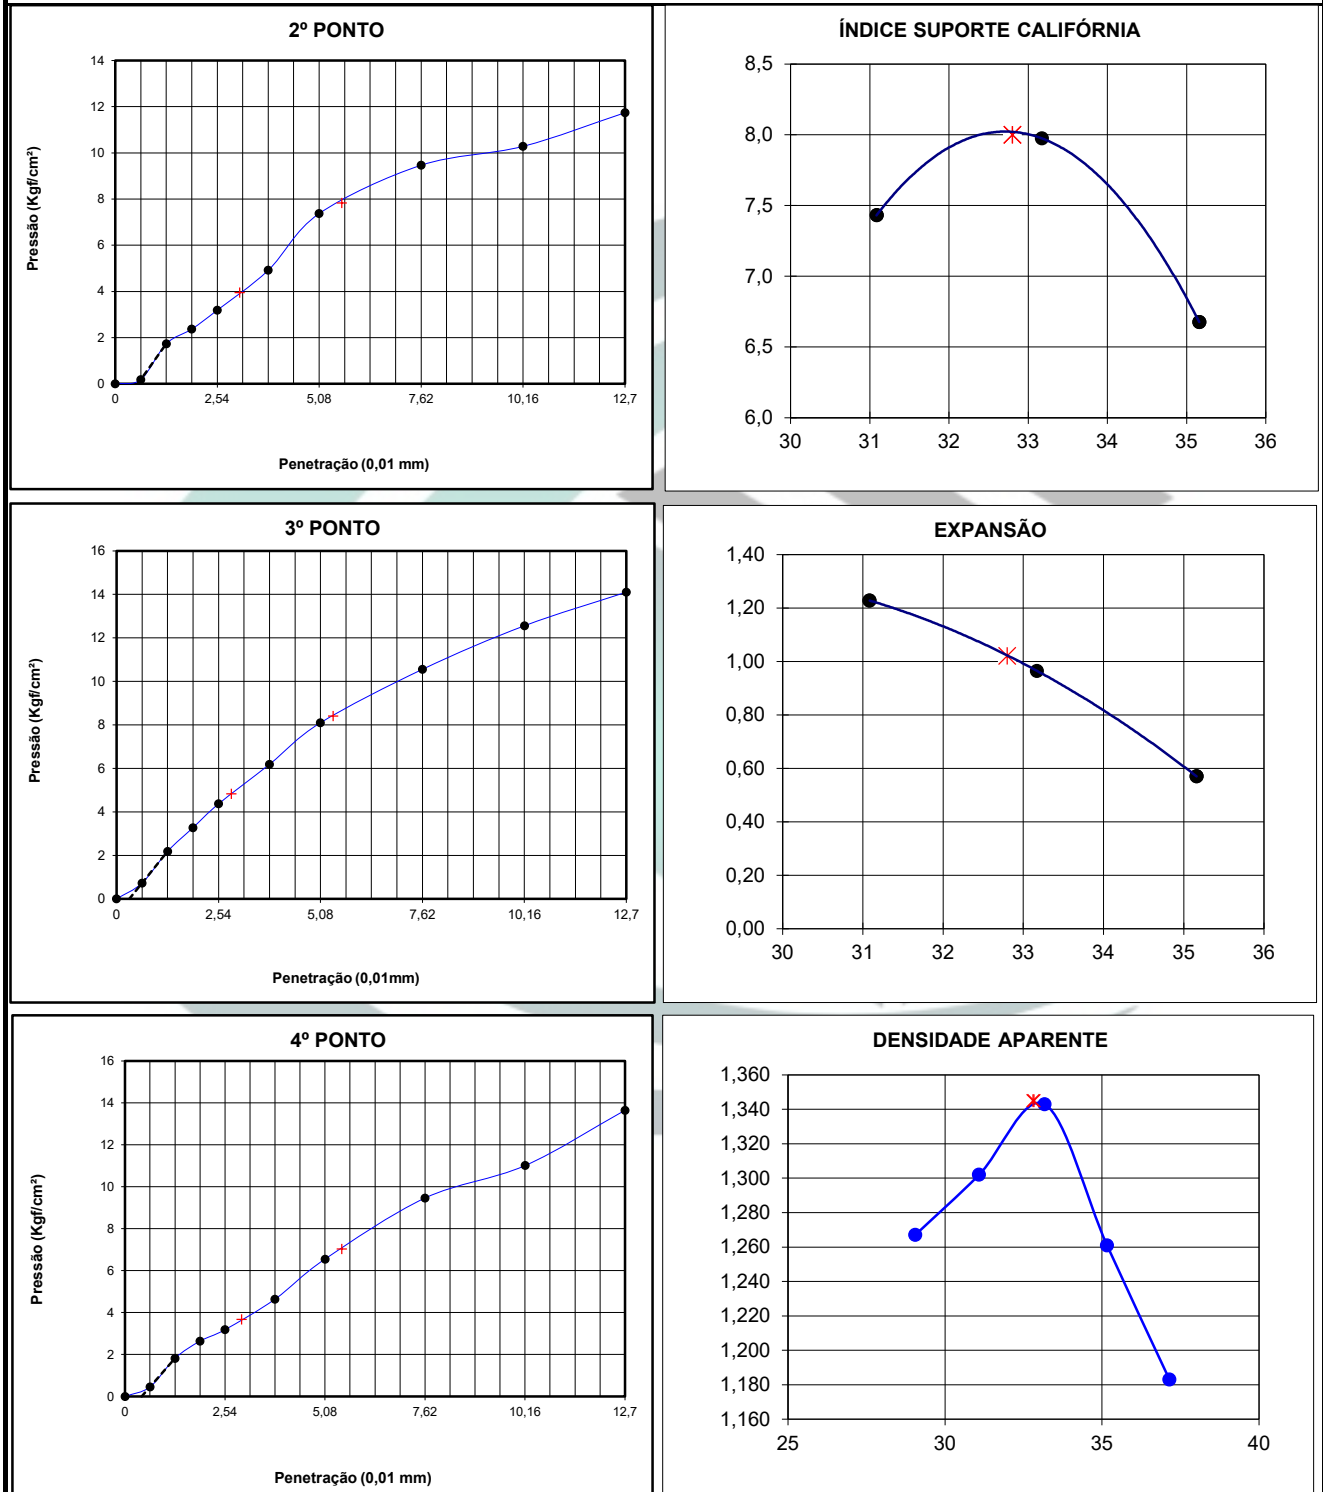 2º PONTO
14
12
10
8
6
4
2
0
0 2,54 5,08 7,62 10,16 12,7
Pressão (Kgf/cm²)
Penetração (0,01 mm)
ÍNDICE SUPORTE CALIFÓRNIA
8,5
8,0
7,5
7,0
6,5
6,0
30 31 32 33 34 35 36
3º PONTO
16
14
12
10
8
6
4
2
0
0 2,54 5,08 7,62 10,16 12,7
Pressão (Kgf/cm²)
Penetração (0,01mm)
EXPANSÃO
1,40
1,20
1,00
0,80
0,60
0,40
0,20
0,00
30 31 32 33 34 35 36
4º PONTO
16
14
12
10
8
6
4
2
0
0 2,54 5,08 7,62 10,16 12,7
Pressão (Kgf/cm²)
Penetração (0,01 mm)
DENSIDADE APARENTE
1,360
1,340
1,320
1,300
1,280
1,260
1,240
1,220
1,200
1,180
1,160
25 30 35 40